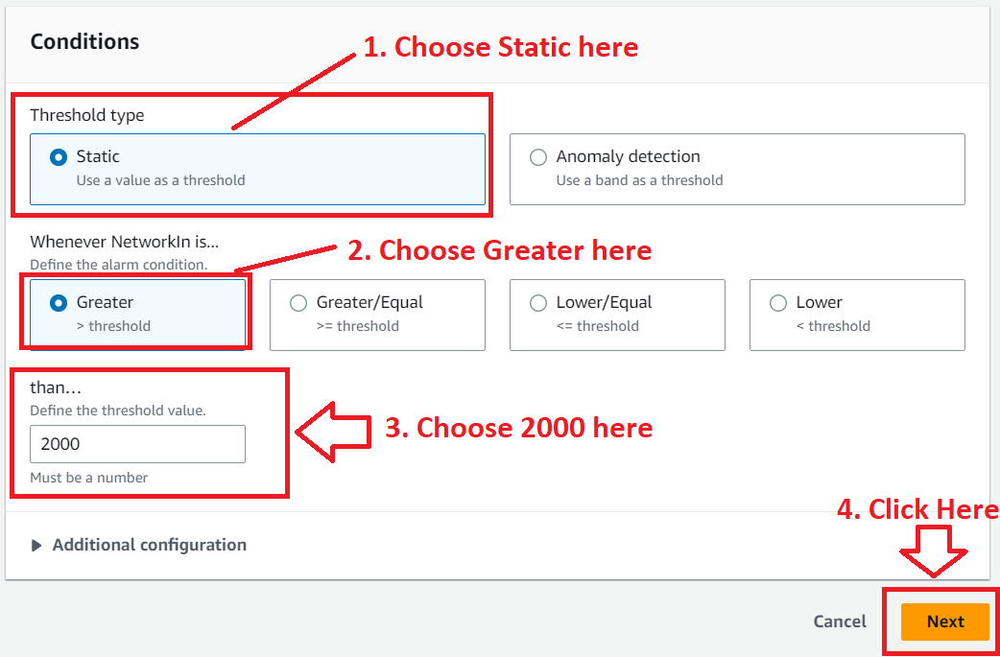 Conditions
1. Choose Static here
Threshold type
Static
Use a value as a threshold
Anomaly detection
Use a band as a threshold
Whenever NetworkIn is...
Define the alarm condition.
2. Choose Greater here
Greater
> threshold
Greater/Equal
>= threshold
Lower/Equal
<= threshold
Lower
< threshold
than...
Define the threshold value.
2000
Must be a number
3. Choose 2000 here
4. Click Here
Additional configuration
Cancel
Next